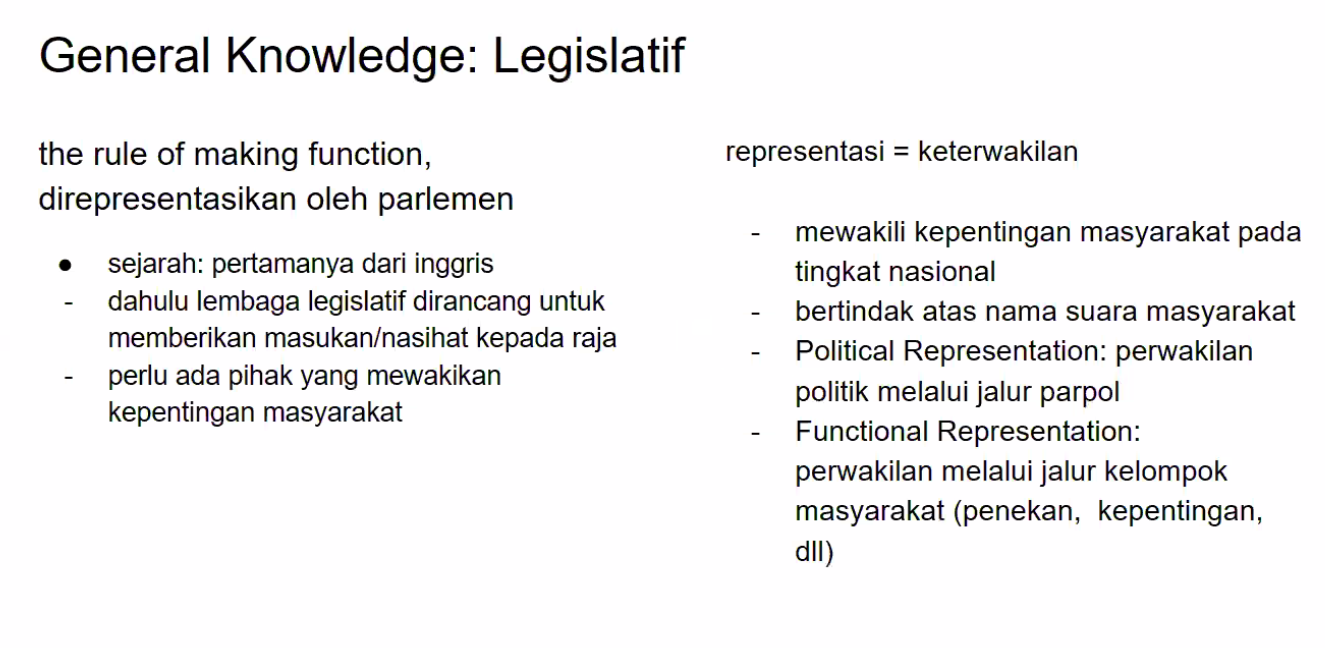 General Knowledge: Legislatif
the rule of making function,
direpresentasikan oleh parlemen
● sejarah: pertamanya dari inggris
- dahulu lembaga legislatif dirancang untuk
memberikan masukan/nasihat kepada raja
- perlu ada pihak yang mewakikan
kepentingan masyarakat
representasi = keterwakilan
- mewakili kepentingan masyarakat pada
tingkat nasional
- bertindak atas nama suara masyarakat
- Political Representation: perwakilan
politik melalui jalur parpol
- Functional Representation:
perwakilan melalui jalur kelompok
masyarakat (penekan, kepentingan,
dll)